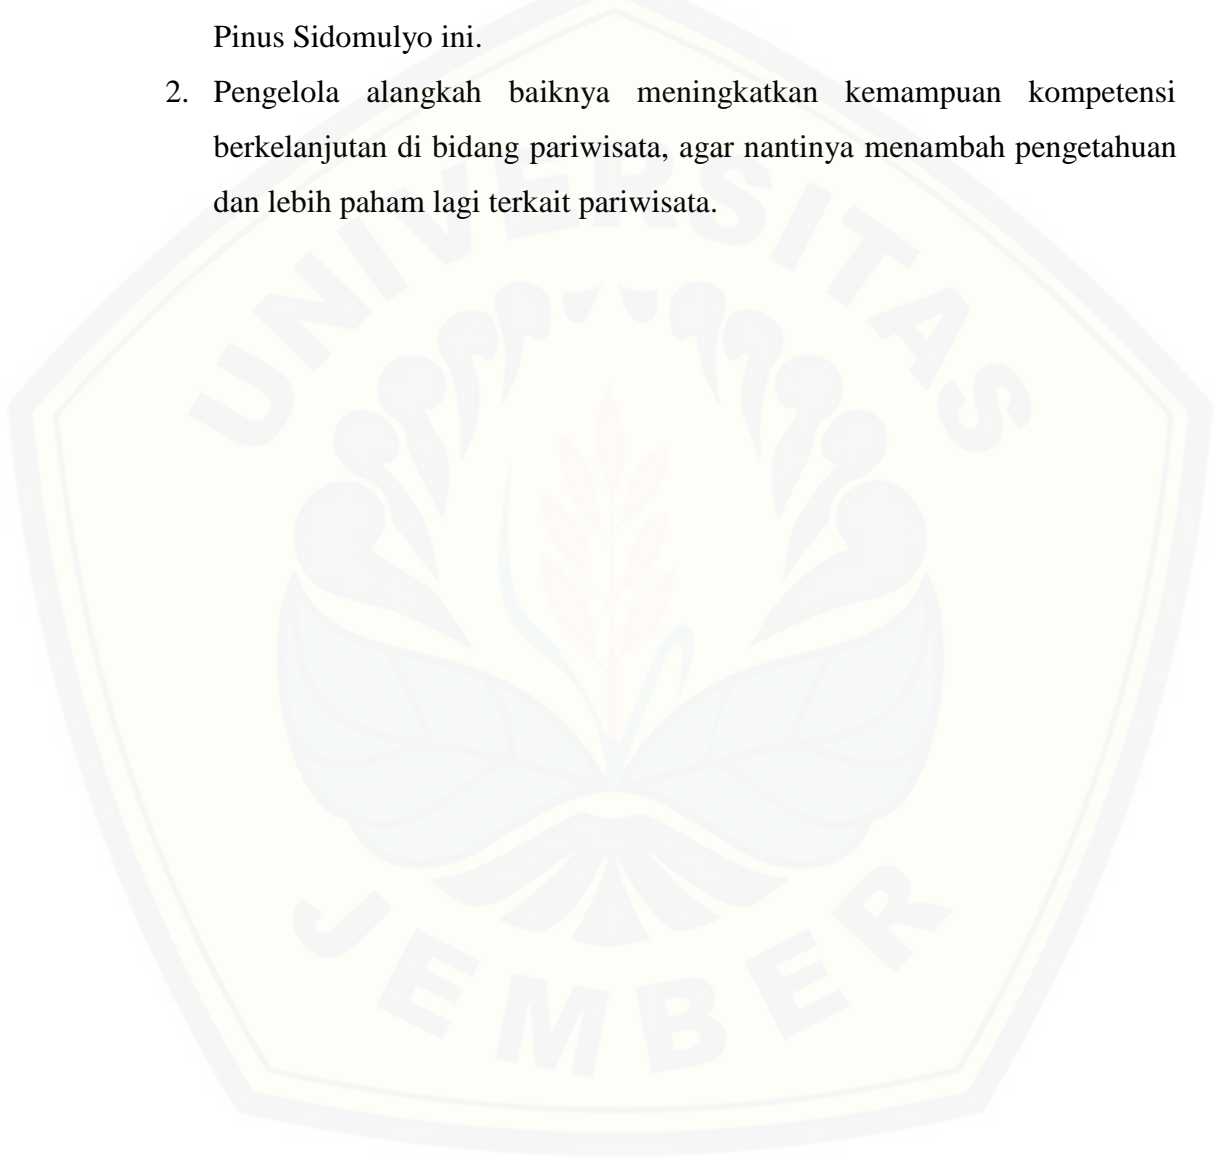 Pinus Sidomulyo ini.
2. Pengelola alangkah baiknya meningkatkan kemampuan kompetensi
berkelanjutan di bidang pariwisata, agar nantinya menambah pengetahuan
dan lebih paham lagi terkait pariwisata.
UNIVERSITAS
JEMBER